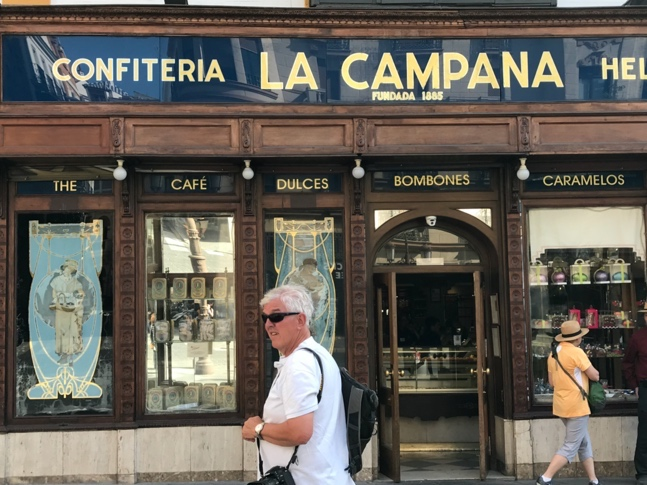 CONFITERIA LA CAMPANA HEL
FUNDADA 1885
THE CAFÉ DULCES BOMBONES CARAMELOS